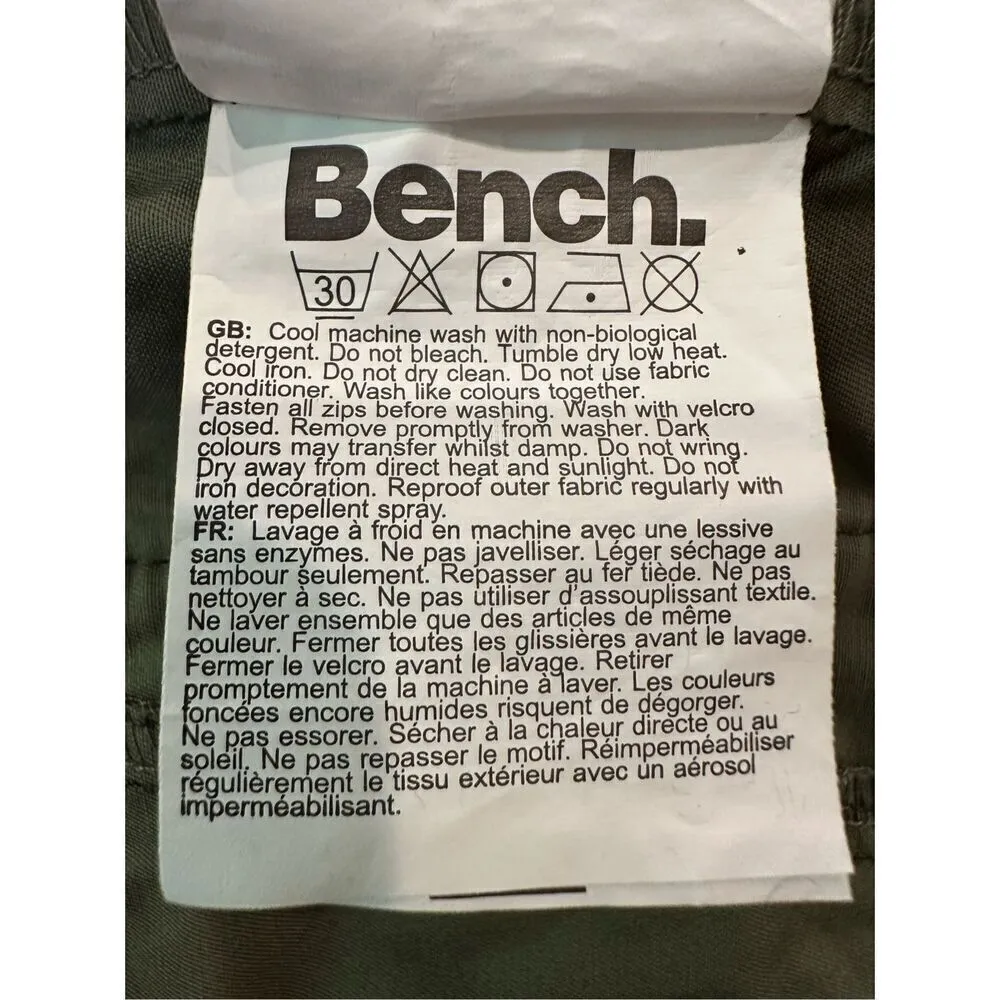 Bench.
30
GB: Cool machine wash with non-biological
detergent. Do not bleach. Tumble dry low heat.
Cool iron. Do not dry clean. Do not use fabric
conditioner. Wash like colours together.
Fasten all zips before washing. Wash with velcro
closed. Remove promptly from washer. Dark
colours may transfer whilst damp. Do not wring.
Dry away from direct heat and sunlight. Do not
iron decoration. Reproof outer fabric regularly with
water repellent spray.
FR: Lavage à froid en machine avec une lessive
sans enzymes. Ne pas javelliser. Léger séchage au
tambour seulement. Repasser au fer tiède. Ne pas
nettoyer à sec. Ne pas utiliser d'assouplissant textile.
Ne laver ensemble que des articles de même
couleur. Fermer toutes les glissières avant le lavage.
Fermer le velcro avant le lavage. Retirer
promptement de la machine à laver. Les couleurs
foncées encore humides risquent de dégorger.
Ne pas essorer. Sécher à la chaleur directe ou au
soleil. Ne pas repasser le motif. Réimperméabiliser
régulièrement le tissu extérieur avec un aérosol
imperméabilisant.